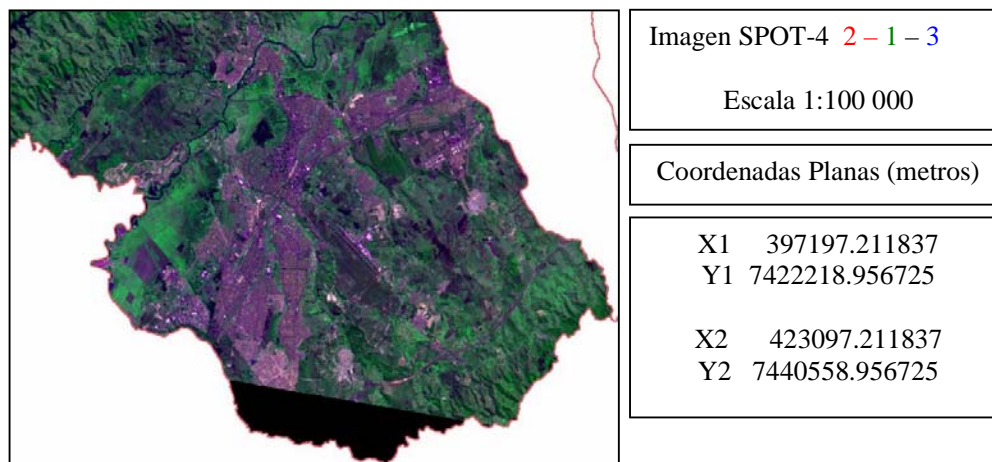 Imagen SPOT-4 2 – 1 – 3
Escala 1:100 000
Coordenadas Planas (metros)
X1 397197.211837
Y1 7422218.956725
X2 423097.211837
Y2 7440558.956725